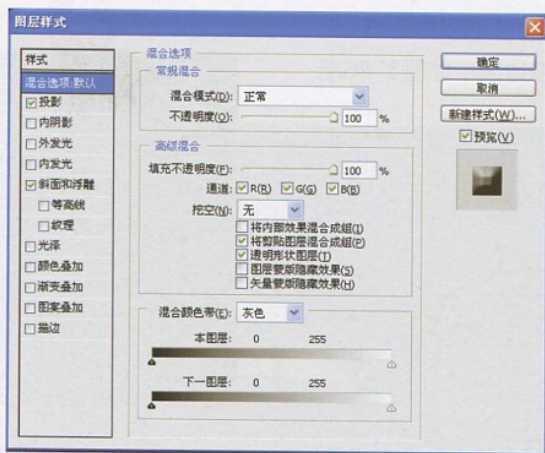 图层样式
样式
混合选项:默认
投影
内阴影
外发光
内发光
斜面和浮雕
等高线
纹理
光泽
颜色叠加
渐变叠加
图案叠加
描边
混合选项
常规混合
混合模式(D): 正常
不透明度(O): 100 %
高级混合
填充不透明度(F): 100 %
通道: R(R) G(G) B(B)
挖空(N): 无
将内部效果混合成组(I)
将剪贴图层混合成组(P)
透明形状图层(T)
图层蒙版隐藏效果(S)
矢量蒙版隐藏效果(H)
混合颜色带(E): 灰色
本图层: 0 255
下一图层: 0 255
确定
取消
新建样式(W)...
预览(V)